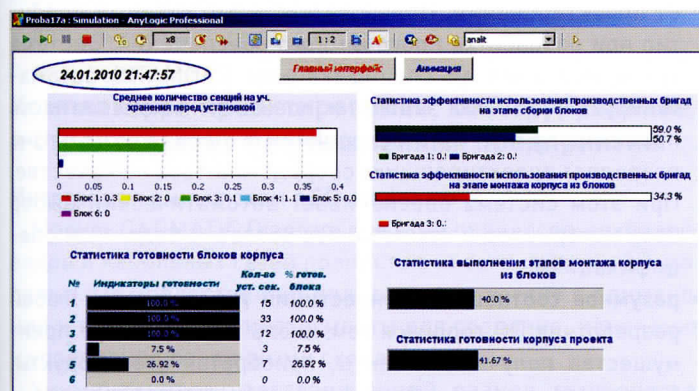 Proba17a : Simulation - AnyLogic Professional
x8 1:2 analit
24.01.2010 21:47:57
Главный интерфейс Анимация
Среднее количество секций на уч.
хранения перед установкой
0 0.05 0.1 0.15 0.2 0.25 0.3 0.35 0.4
Блок 1: 0.3 Блок 2: 0 Блок 3: 0.1 Блок 4: 1.1 Блок 5: 0.0
Блок 6: 0
Статистика эффективности использования производственных бригад
на этапе сборки блоков
59.0 %
50.7 %
Бригада 1: 0.! Бригада 2: 0.!
Статистика эффективности использования производственных бригад
на этапе монтажа корпуса из блоков
34.3 %
Бригада 3: 0.
Статистика готовности блоков корпуса
№ Индикаторы готовности Кол-во уст. сек. % готов. блока
100.0 % 15 100.0 %
2 100.0 % 33 100.0 %
100.0 %
4 7.5 % 3 7.5 %
5 26.92 % 7 26.92 %
6 0.0 % 0 0.0 %
Статистика выполнения этапов монтажа корпуса
из блоков
40.0 %
Статистика готовности корпуса проекта
41.67 %